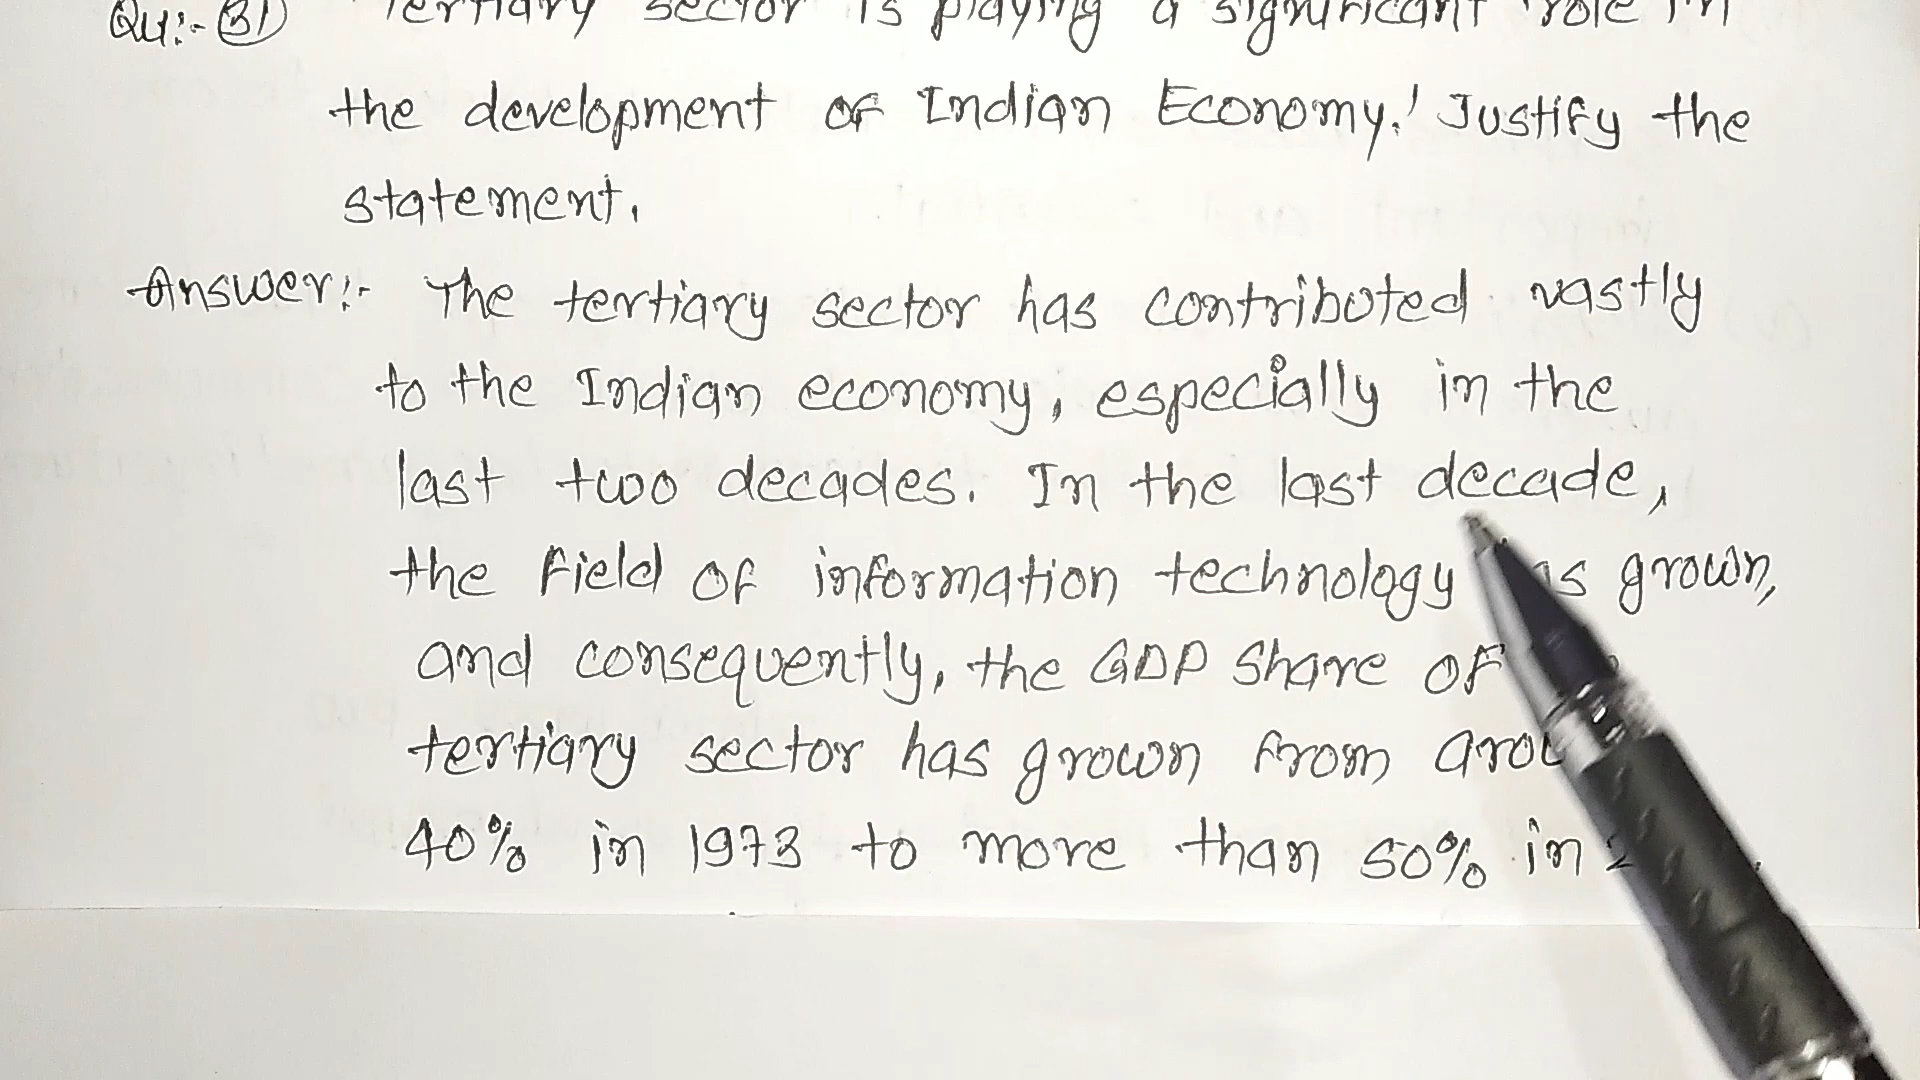 Qu:- 31 Tertiary sector is playing a significant role in
the development of Indian Economy.' Justify the
statement.
Answer:- The tertiary sector has contributed vastly
to the Indian economy, especially in the
last two decades. In the last decade,
the field of information technology grown,
and consequently, the GDP share of
tertiary sector has grown from
40% in 1973 to more than 50% in